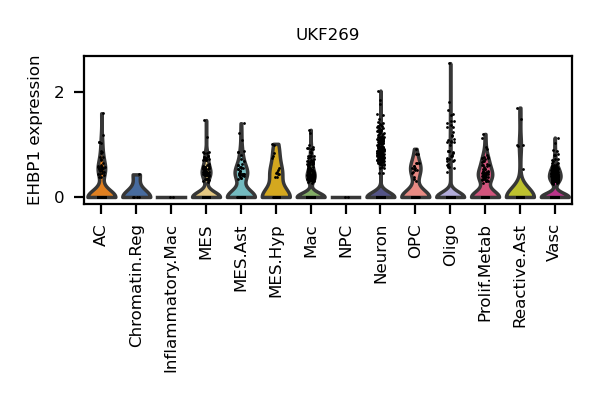 UKF269
EHBP1 expression
2
0
AC
Chromatin.Reg
Inflammatory.Mac
MES
MES.Ast
MES.Hyp
Mac
NPC
Neuron
OPC
Oligo
Prolif.Metab
Reactive.Ast
Vasc